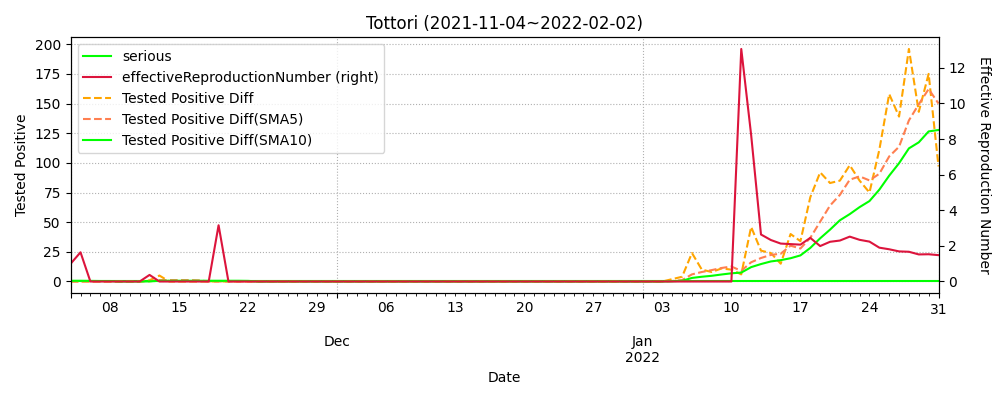 Tottori (2021-11-04~2022-02-02)
serious
effectiveReproductionNumber (right)
Tested Positive Diff
Tested Positive Diff(SMA5)
Tested Positive Diff(SMA10)
Tested Positive
200
175
150
125
100
75
50
25
0
12
10
8
6
4
2
0
Effective Reproduction Number
08 15 22 29 06 13 20 27 03 10 17 24 31
Dec Jan
2022
Date